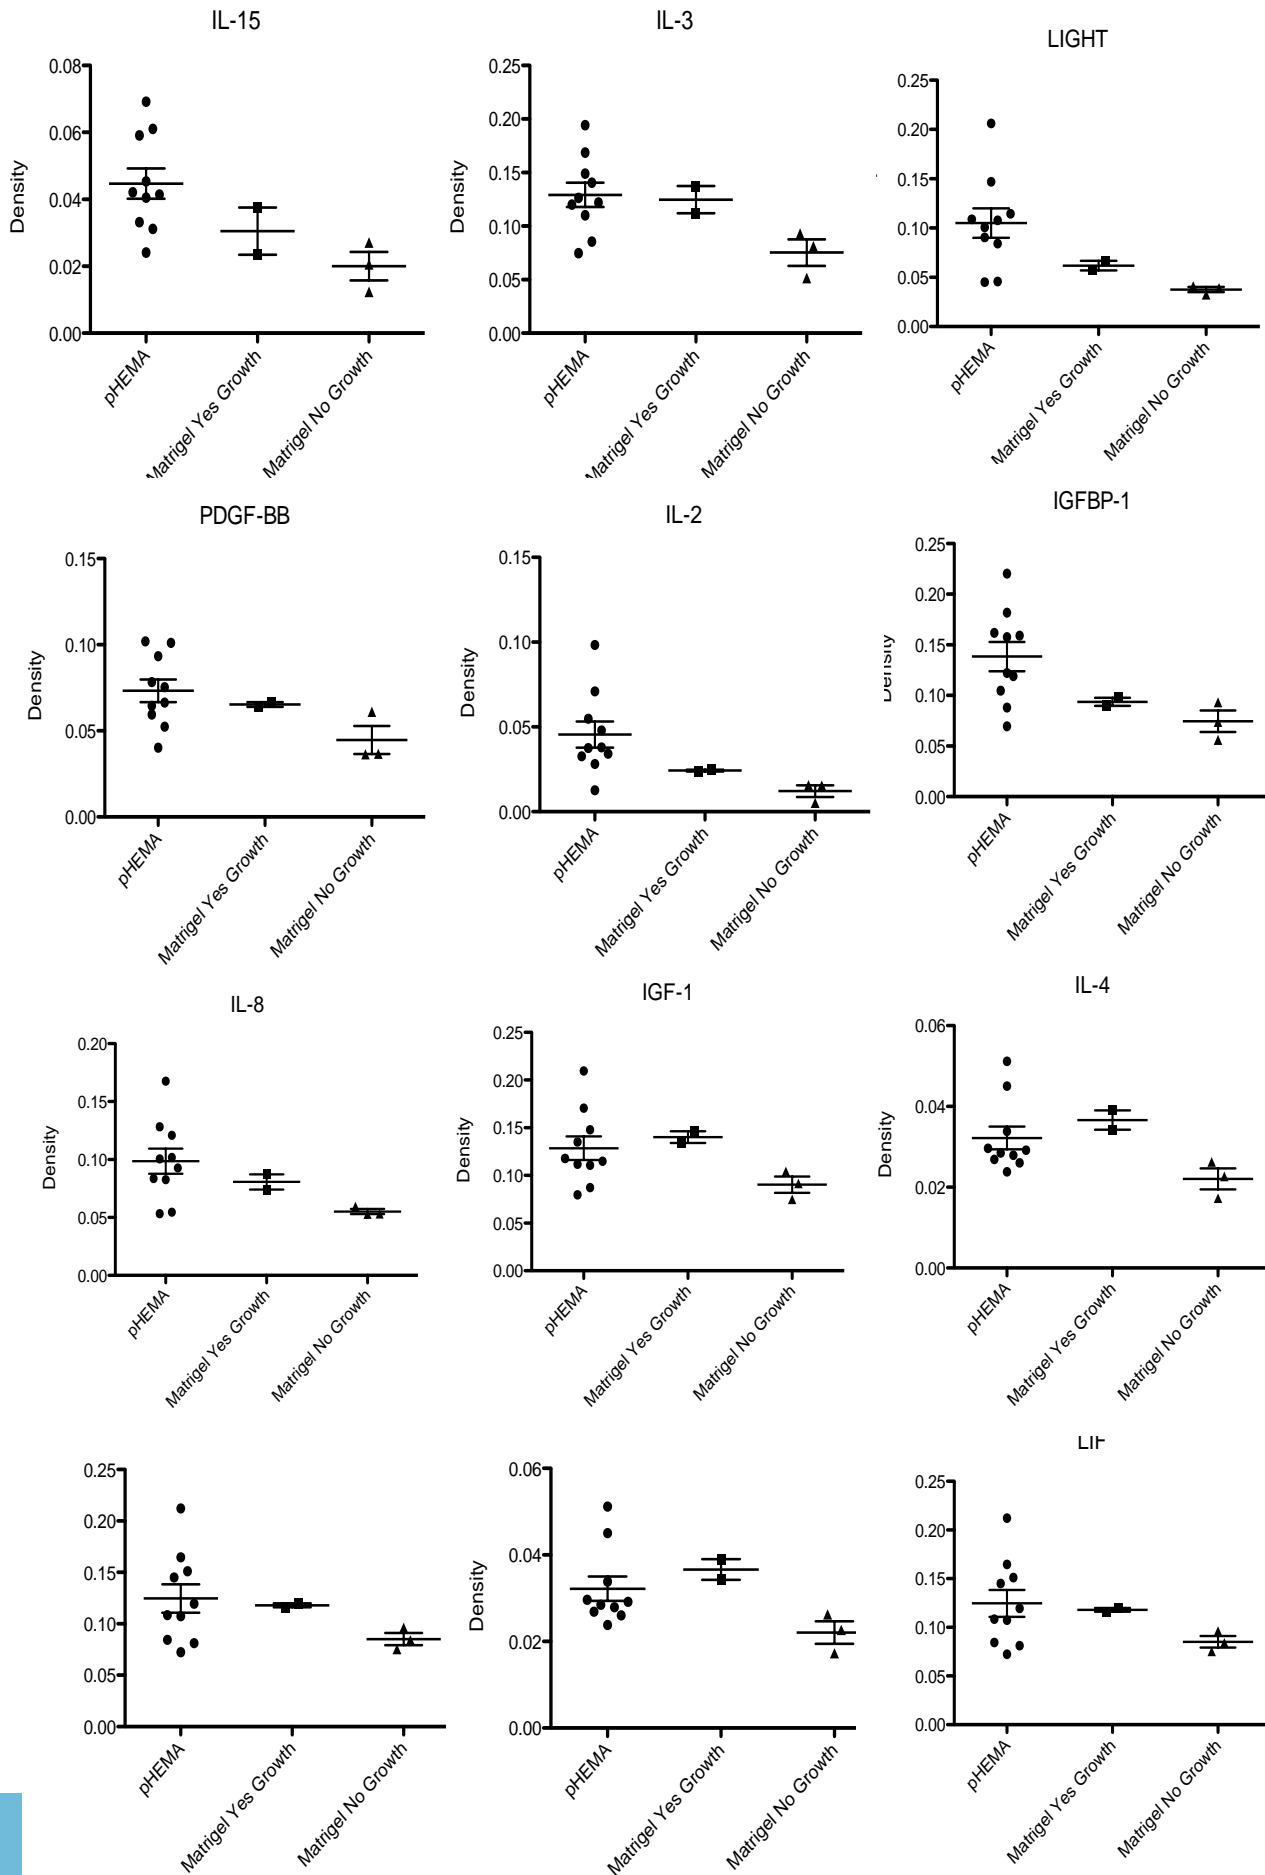 IL-15
0.08
0.06
0.04
0.02
0.00
Density
pHEMA
Matrigel Yes Growth
Matrigel No Growth
IL-3
0.25
0.20
0.15
0.10
0.05
0.00
Density
pHEMA
Matrigel Yes Growth
Matrigel No Growth
LIGHT
0.25
0.20
0.15
0.10
0.05
0.00
pHEMA
Matrigel Yes Growth
Matrigel No Growth
PDGF-BB
0.15
0.10
0.05
0.00
Density
pHEMA
Matrigel Yes Growth
Matrigel No Growth
IL-2
0.15
0.10
0.05
0.00
Density
pHEMA
Matrigel Yes Growth
Matrigel No Growth
IGFBP-1
0.25
0.20
0.15
0.10
0.05
0.00
Density
pHEMA
Matrigel Yes Growth
Matrigel No Growth
IL-8
0.20
0.15
0.10
0.05
0.00
Density
pHEMA
Matrigel Yes Growth
Matrigel No Growth
IGF-1
0.25
0.20
0.15
0.10
0.05
0.00
Density
pHEMA
Matrigel Yes Growth
Matrigel No Growth
IL-4
0.06
0.04
0.02
0.00
Density
pHEMA
Matrigel Yes Growth
Matrigel No Growth
0.25
0.20
0.15
0.10
0.05
0.00
pHEMA
Matrigel Yes Growth
Matrigel No Growth
0.06
0.04
0.02
0.00
Density
pHEMA
Matrigel Yes Growth
Matrigel No Growth
LIF
0.25
0.20
0.15
0.10
0.05
0.00
pHEMA
Matrigel Yes Growth
Matrigel No Growth